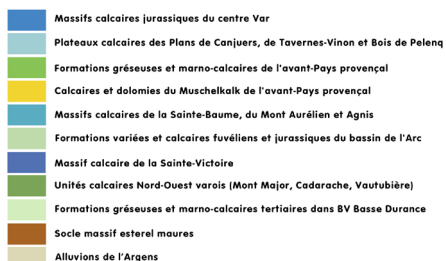 Massifs calcaires jurassiques du centre Var
Plateaux calcaires des Plans de Canjuers, de Tavernes-Vinon et Bois de Pelenq
Formations gréseuses et marno-calcaires de l'avant-Pays provençal
Calcaires et dolomies du Muschelkalk de l'avant-Pays provençal
Massifs calcaires de la Sainte-Baume, du Mont Aurélien et Agnis
Formations variées et calcaires fuvéliens et jurassiques du bassin de l'Arc
Massif calcaire de la Sainte-Victoire
Unités calcaires Nord-Ouest varois (Mont Major, Cadarache, Vautubière)
Formations gréseuses et marno-calcaires tertiaires dans BV Basse Durance
Socle massif esterel maures
Alluvions de l'Argens